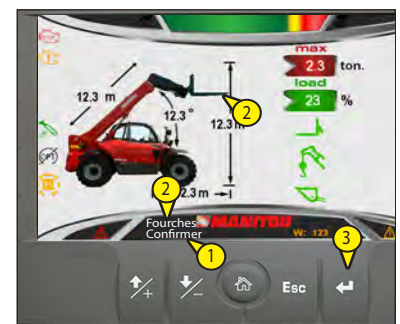 max
2.3 ton.
load
23 %
12.3 m
12.3 °
12.3 m
2.3 m
2
2
Fourches
Confirmer
MANITOU
W: 123
1
3
+
-
Esc